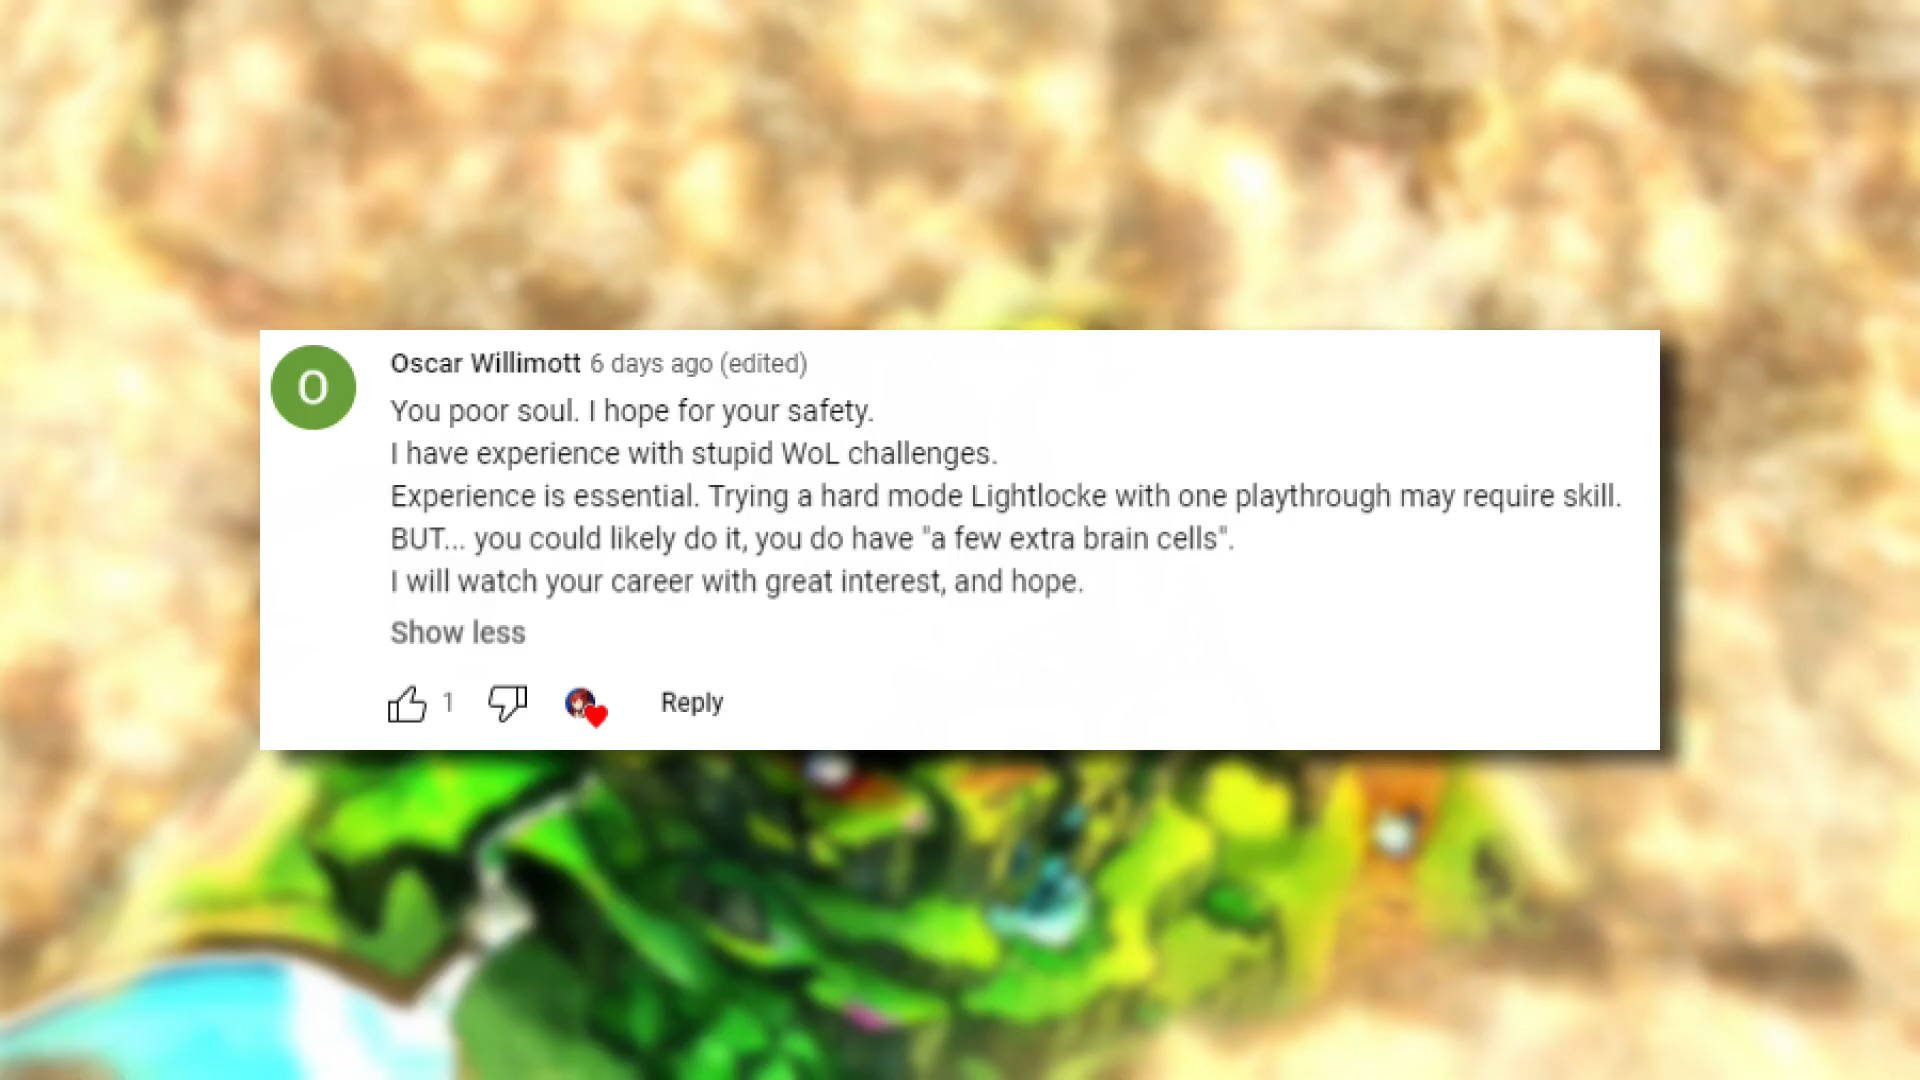 O
Oscar Willimott 6 days ago (edited)
You poor soul. I hope for your safety.
I have experience with stupid WoL challenges.
Experience is essential. Trying a hard mode Lightlocke with one playthrough may require skill.
BUT... you could likely do it, you do have "a few extra brain cells".
I will watch your career with great interest, and hope.
Show less
1
Reply